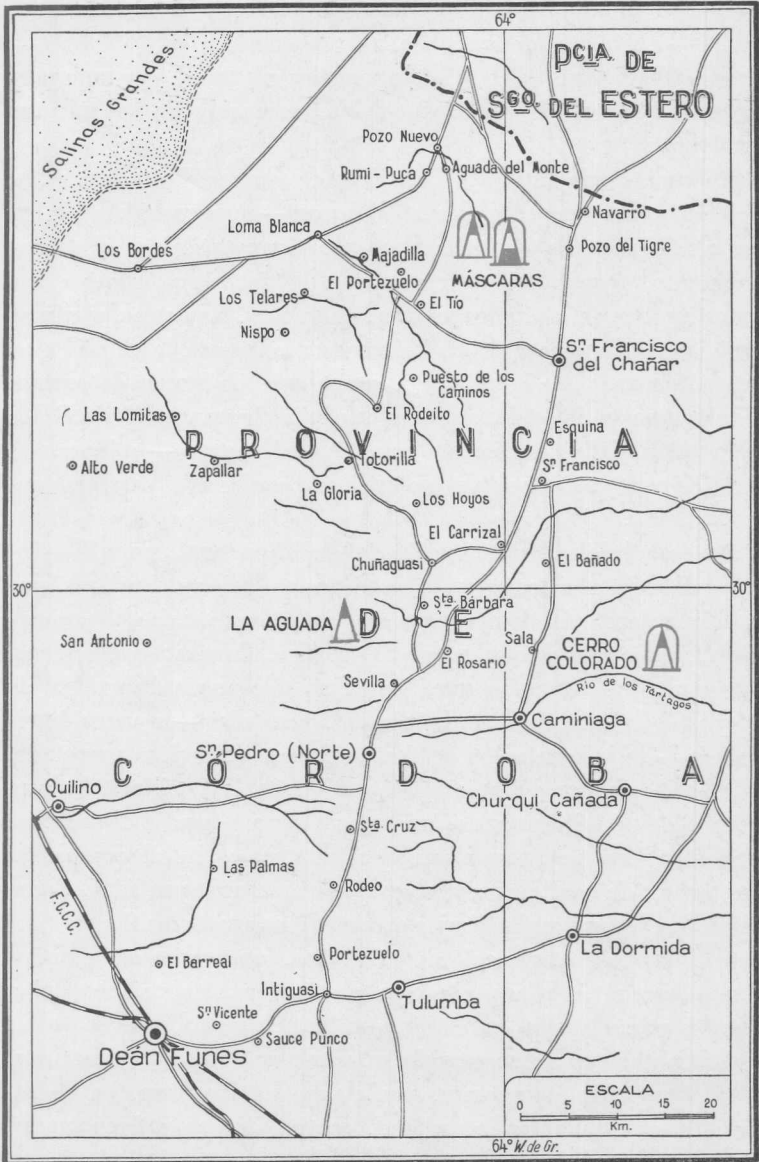 64°
Pcia. DE
Sgo. DEL ESTERO
Salinas Grandes
Pozo Nuevo
Rumi-Puca
Aguada del Monte
Navarro
Loma Blanca
Los Bordes
Majadilla
Pozo del Tigre
MÁSCARAS
El Portezuelo
Los Telares
El Tío
Nispo
Sn. Francisco
del Chañar
Puesto de los
Caminos
El Rodeito
Las Lomitas
Esquina
PROVINCIA
Alto Verde
Zapallar
Totorilla
Sn. Francisco
La Gloria
Los Hoyos
El Carrizal
Chuñaguasi
El Bañado
30°
30°
Sta. Bárbara
LA AGUADA
DE
San Antonio
Sala
CERRO
COLORADO
El Rosario
Sevilla
Rio de los Tartagos
Caminiaga
Sn. Pedro (Norte)
CÓRDOBA
Quilino
Churqui Cañada
Sta. Cruz
Las Palmas
Rodeo
F.C.C.C.
La Dormida
El Barreal
Portezuelo
Intiguasi
Tulumba
Sn. Vicente
Deán Funes
Sauce Punco
ESCALA
0 5 10 15 20
Km.
64° W. de Gr.